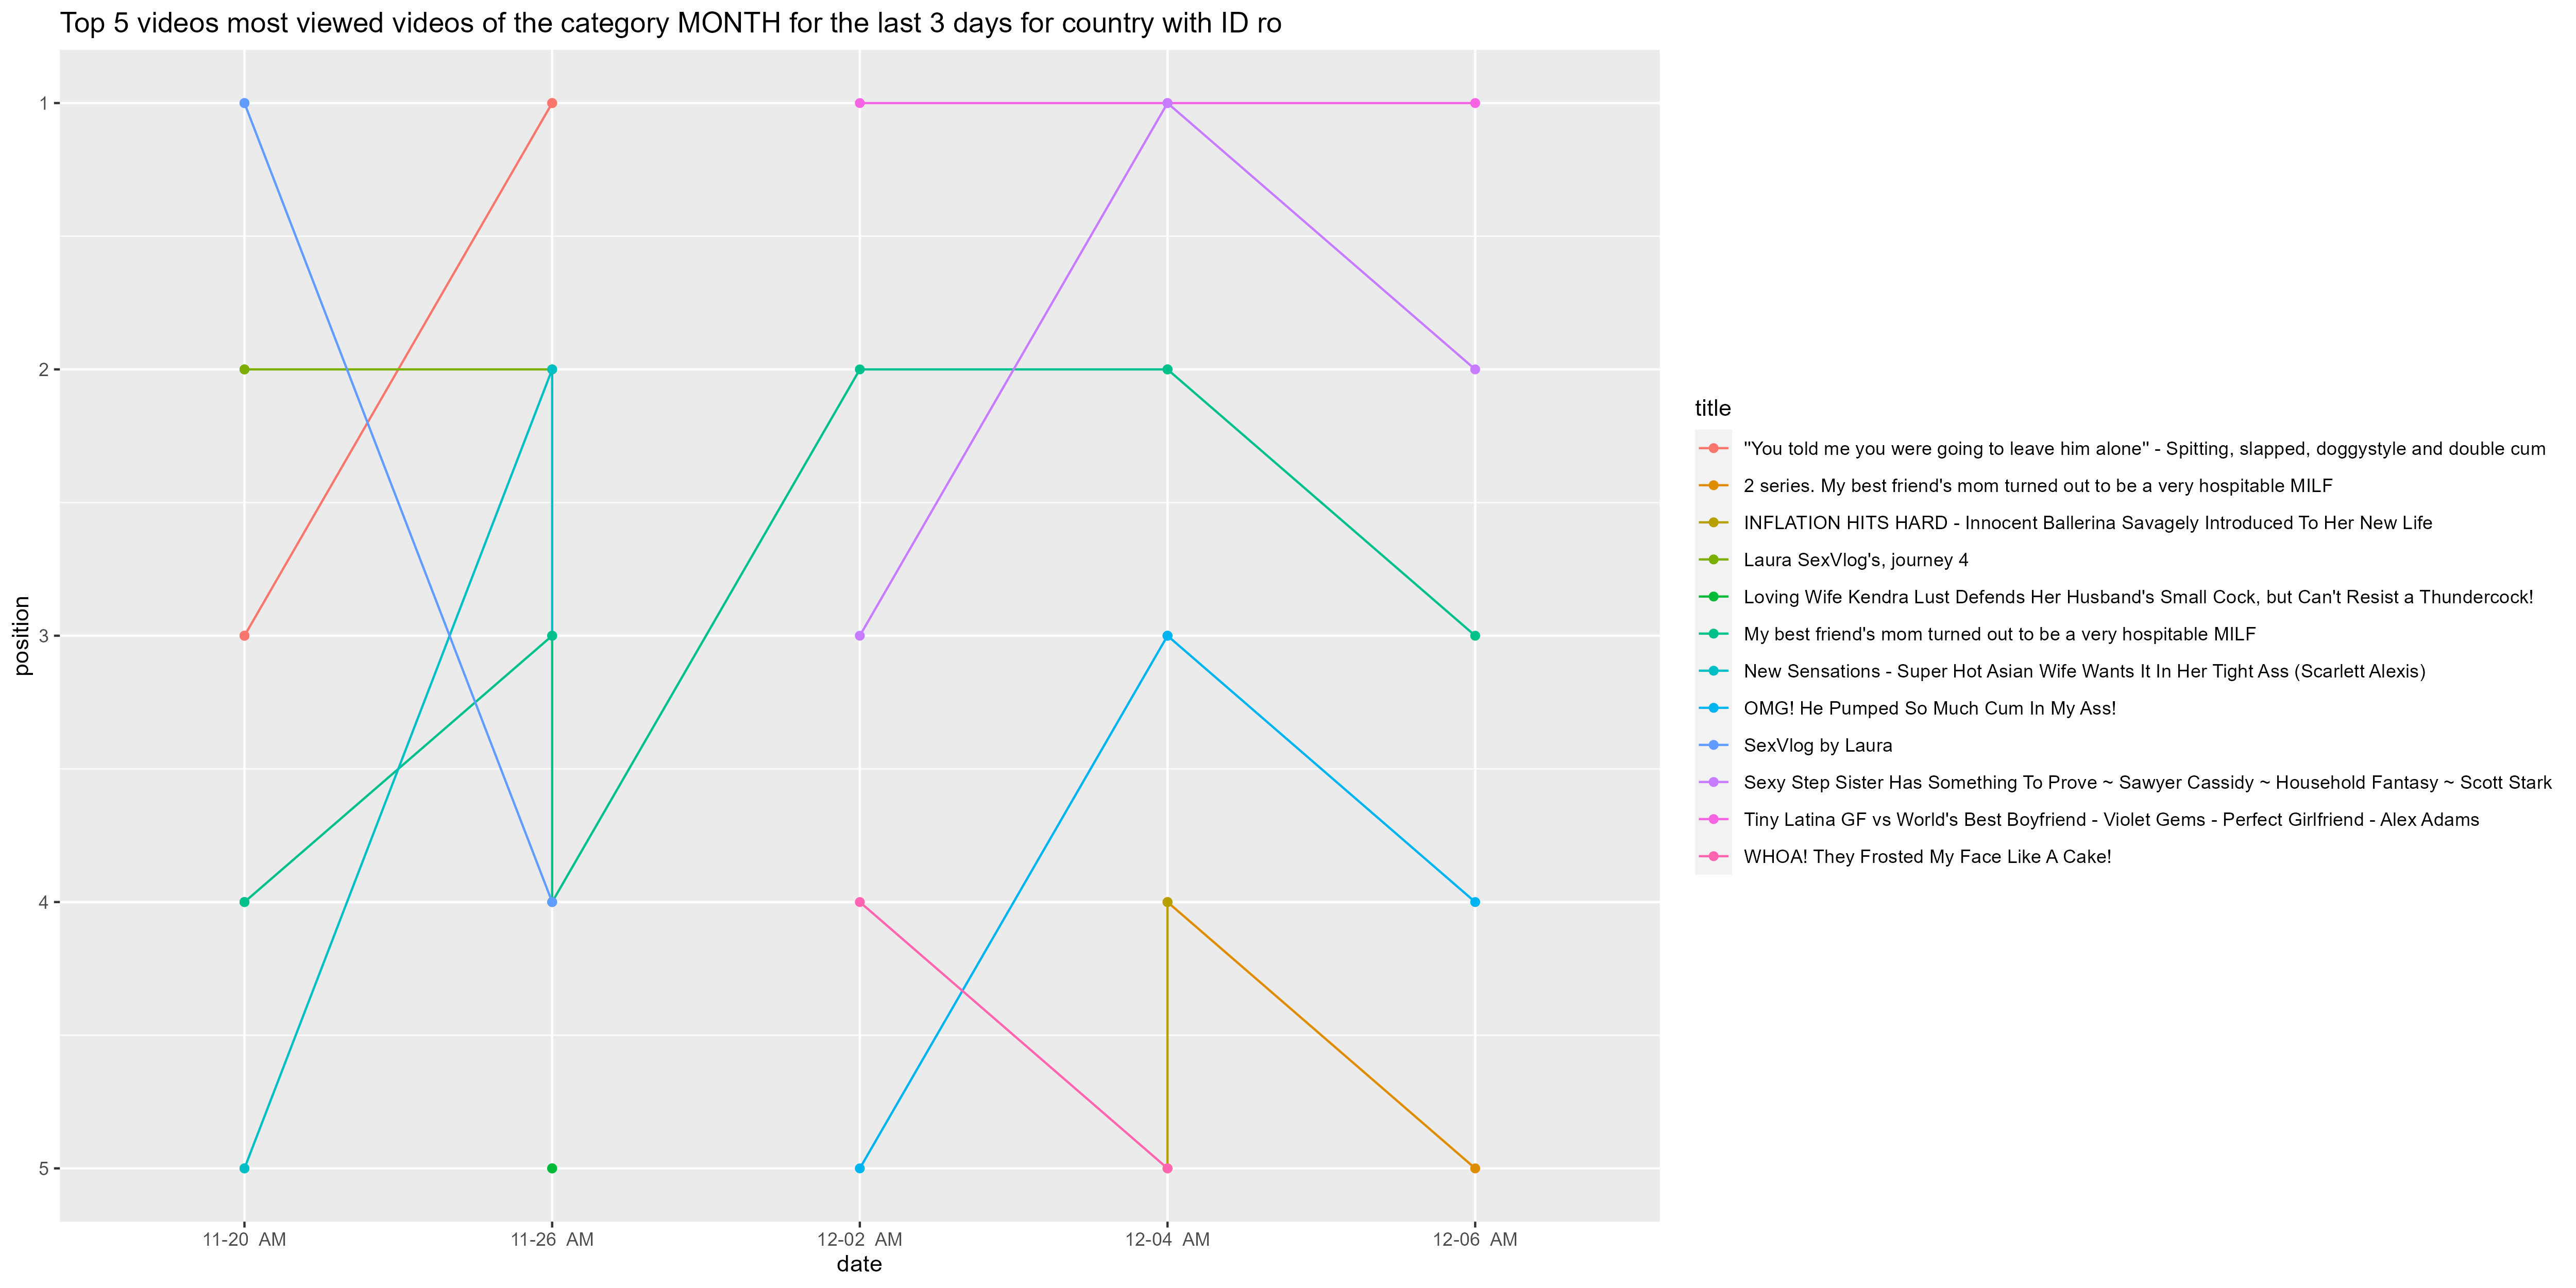 Top 5 videos most viewed videos of the category MONTH for the last 3 days for country with ID ro
position
1
2
3
4
5
11-20 AM
11-26 AM
12-02 AM
12-04 AM
12-06 AM
date
title
"You told me you were going to leave him alone" - Spitting, slapped, doggystyle and double cum
2 series. My best friend's mom turned out to be a very hospitable MILF
INFLATION HITS HARD - Innocent Ballerina Savagely Introduced To Her New Life
Laura SexVlog's, journey 4
Loving Wife Kendra Lust Defends Her Husband's Small Cock, but Can't Resist a Thundercock!
My best friend's mom turned out to be a very hospitable MILF
New Sensations - Super Hot Asian Wife Wants It In Her Tight Ass (Scarlett Alexis)
OMG! He Pumped So Much Cum In My Ass!
SexVlog by Laura
Sexy Step Sister Has Something To Prove ~ Sawyer Cassidy ~ Household Fantasy ~ Scott Stark
Tiny Latina GF vs World's Best Boyfriend - Violet Gems - Perfect Girlfriend - Alex Adams
WHOA! They Frosted My Face Like A Cake!